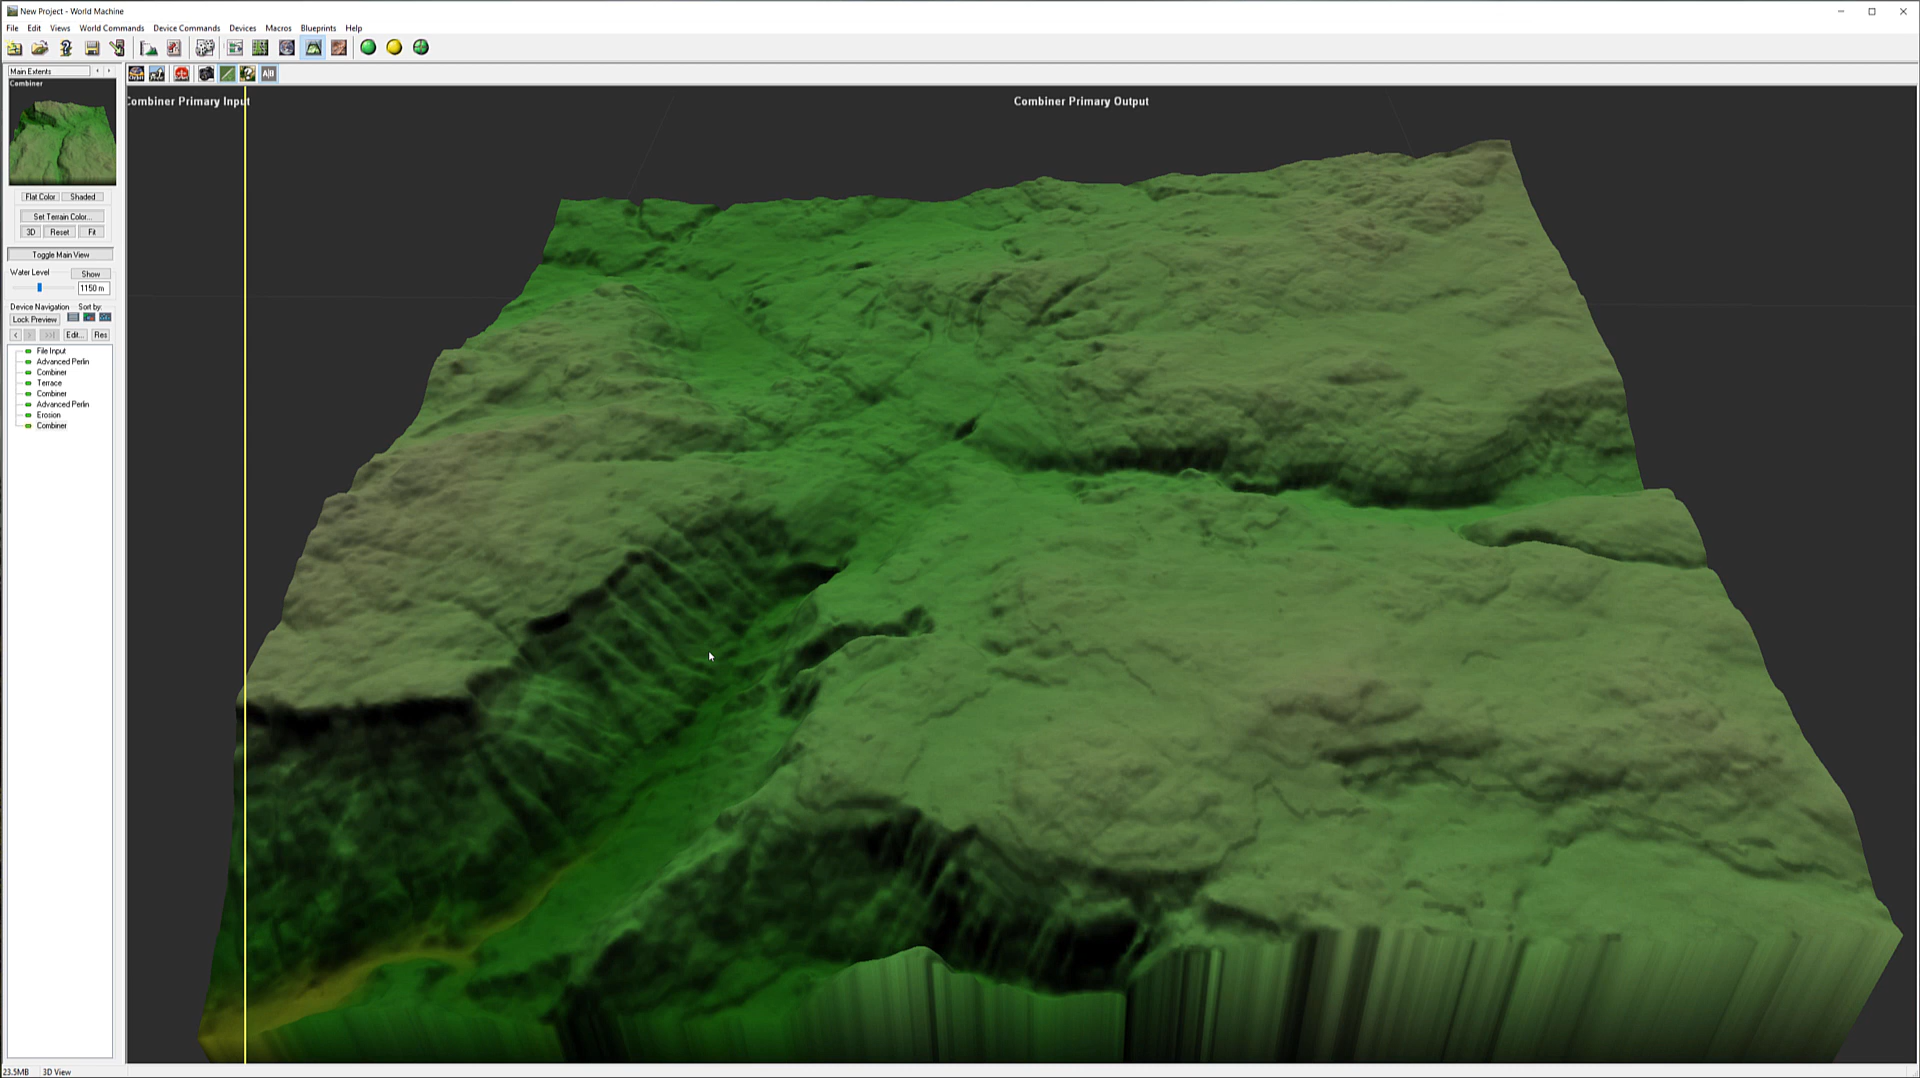 New Project - World Machine
File Edit Views World Commands Device Commands Devices Macros Blueprints Help
Main Extents
Combiner
Flat Color Shaded
Set Terrain Color...
3D Reset Fit
Toggle Main View
Water Level Show
1150 m
Device Navigation Sort by:
Lock Preview
< > >>| Edit... Res
File Input
Advanced Perlin
Combiner
Terrace
Combiner
Advanced Perlin
Erosion
Combiner
A|B
Combiner Primary Input
Combiner Primary Output
23.5MB 3D View